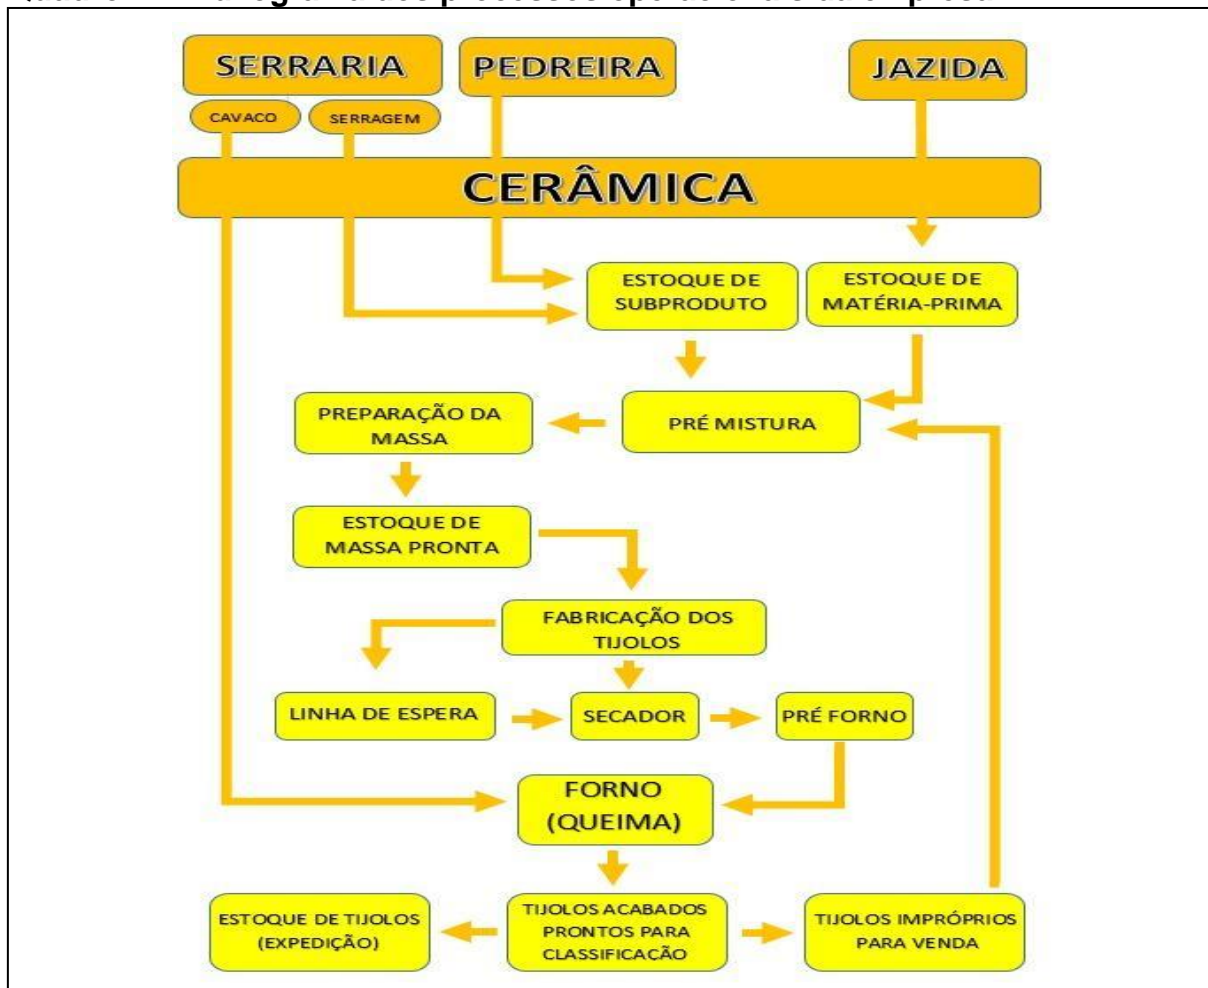 SERRARIA
PEDREIRA
JAZIDA
CAVACO
SERRAGEM
CERÂMICA
ESTOQUE DE
SUBPRODUTO
ESTOQUE DE
MATÉRIA-PRIMA
PREPARAÇÃO DA
MASSA
PRÉ MISTURA
ESTOQUE DE
MASSA PRONTA
FABRICAÇÃO DOS
TIJOLOS
LINHA DE ESPERA
SECADOR
PRÉ FORNO
FORNO
(QUEIMA)
ESTOQUE DE TIJOLOS
(EXPEDIÇÃO)
TIJOLOS ACABADOS
PRONTOS PARA
CLASSIFICAÇÃO
TIJOLOS IMPRÓPRIOS
PARA VENDA